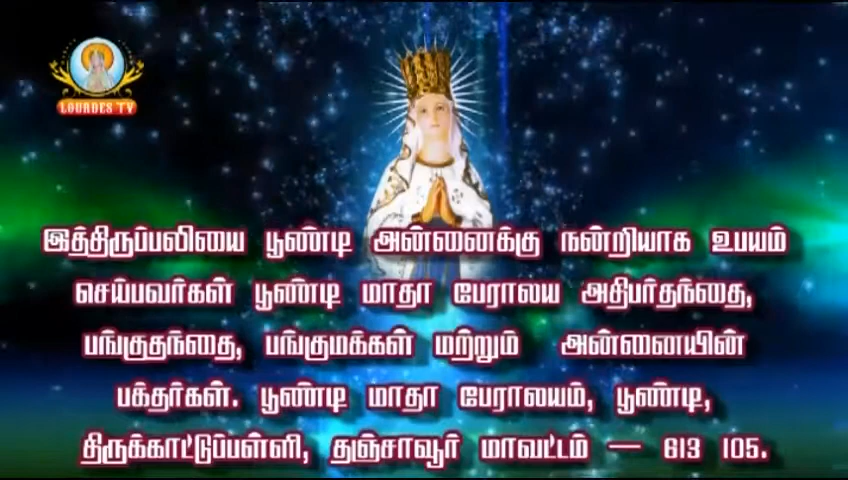 LOURDES TV
இத்திருப்பலியை பூண்டி அன்னைக்கு நன்றியாக உபயம்
செய்பவர்கள் பூண்டி மாதா பேராலய அதிபர்தந்தை,
பங்குதந்தை, பங்குமக்கள் மற்றும் அன்னையின்
பக்தர்கள். பூண்டி மாதா பேராலயம், பூண்டி,
திருக்காட்டுப்பள்ளி, தஞ்சாவூர் மாவட்டம் — 613 105.